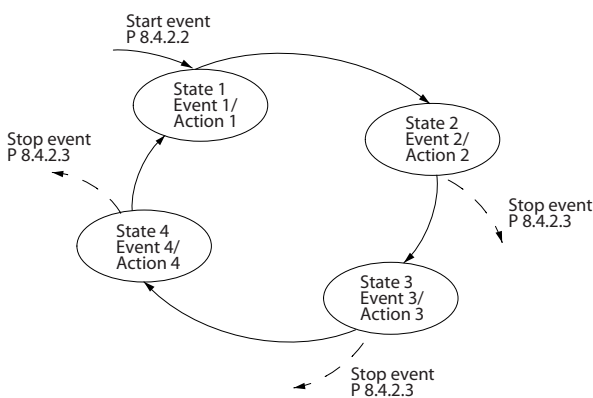 Start event
P 8.4.2.2
State 1
Event 1/
Action 1
State 2
Event 2/
Action 2
Stop event
P 8.4.2.3
Stop event
P 8.4.2.3
State 4
Event 4/
Action 4
State 3
Event 3/
Action 3
Stop event
P 8.4.2.3